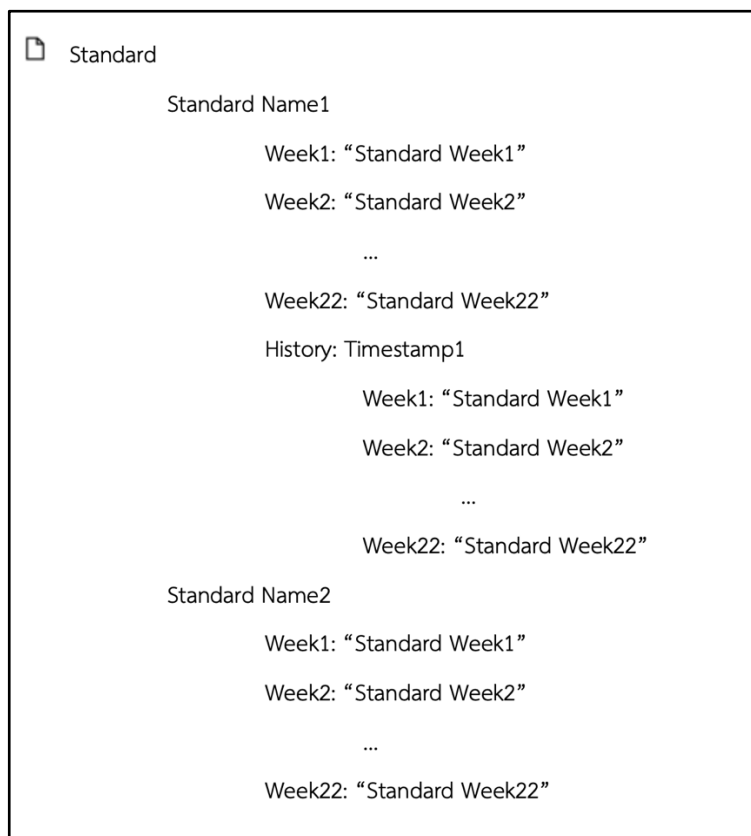 Standard
Standard Name1
Week1: “Standard Week1”
Week2: “Standard Week2”
...
Week22: “Standard Week22”
History: Timestamp1
Week1: “Standard Week1”
Week2: “Standard Week2”
...
Week22: “Standard Week22”
Standard Name2
Week1: “Standard Week1”
Week2: “Standard Week2”
...
Week22: “Standard Week22”